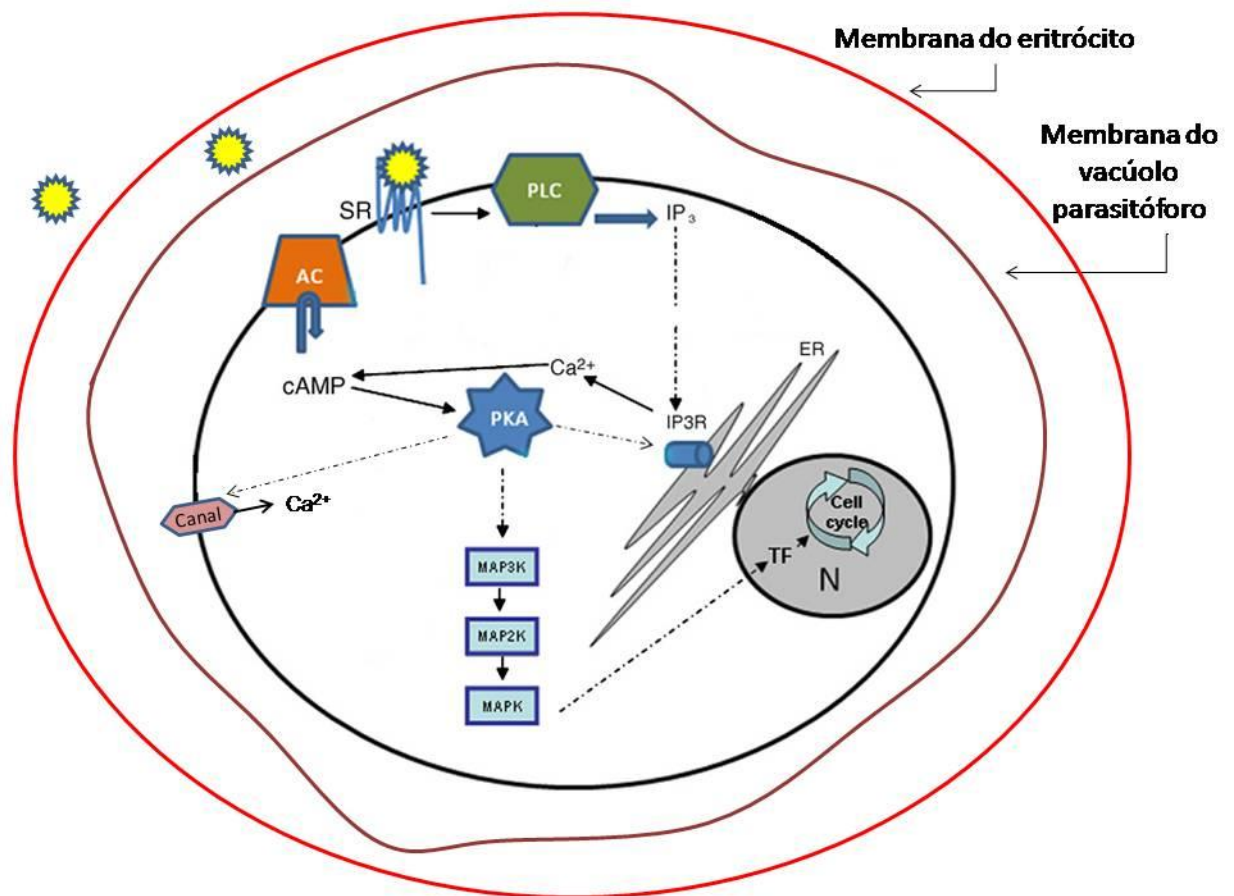 Membrana do eritrócito
Membrana do
vacúolo
parasitóforo
PLC
SR
IP₃
AC
ER
Ca²⁺
cAMP
PKA
IP3R
Canal
Ca²⁺
Cell
cycle
MAP3K
TF
N
MAP2K
MAPK